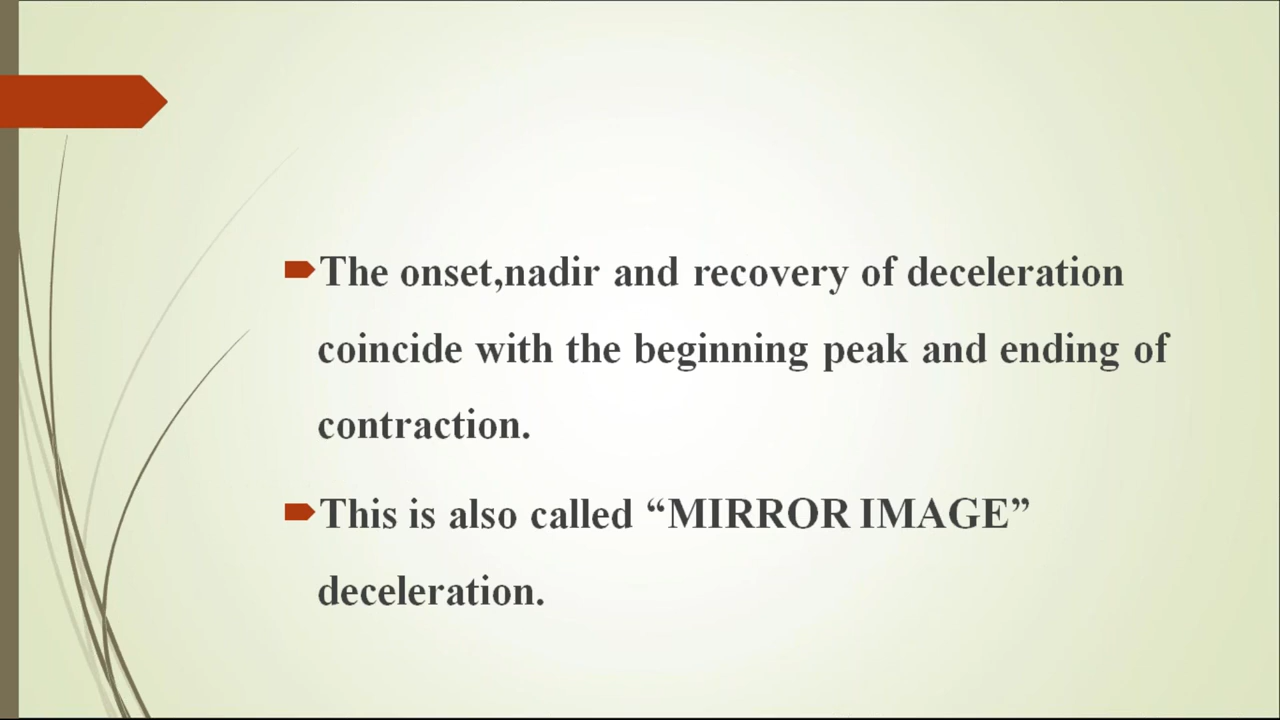 The onset,nadir and recovery of deceleration
coincide with the beginning peak and ending of
contraction.
This is also called “MIRROR IMAGE”
deceleration.